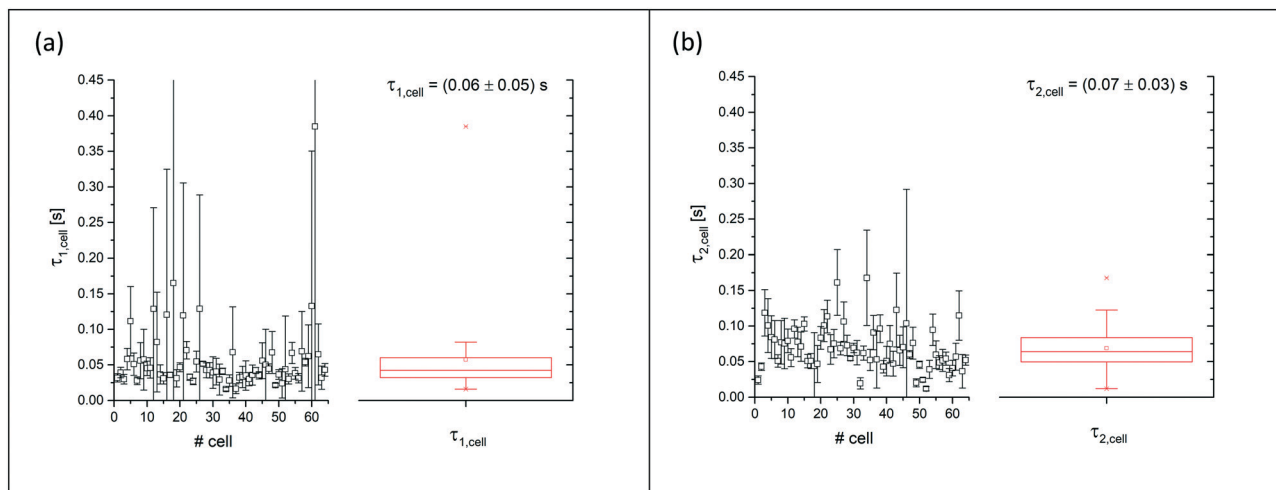 (a)
τ1,cell = (0.06 ± 0.05) s
0.45
0.40
0.35
0.30
0.25
0.20
0.15
0.10
0.05
0.00
τ1,cell [s]
0 10 20 30 40 50 60
# cell
τ1,cell
(b)
τ2,cell = (0.07 ± 0.03) s
0.45
0.40
0.35
0.30
0.25
0.20
0.15
0.10
0.05
0.00
τ2,cell [s]
0 10 20 30 40 50 60
# cell
τ2,cell